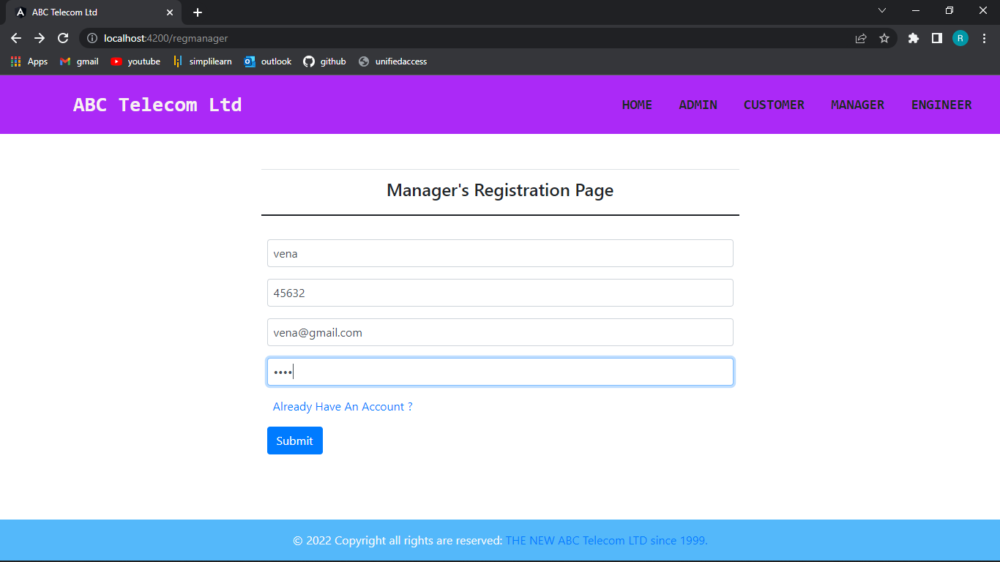 ABC Telecom Ltd
localhost:4200/regmanager
R
Apps gmail youtube simplilearn outlook github unifiedaccess
ABC Telecom Ltd HOME ADMIN CUSTOMER MANAGER ENGINEER
Manager's Registration Page
vena
45632
vena@gmail.com
••••
Already Have An Account ?
Submit
© 2022 Copyright all rights are reserved: THE NEW ABC Telecom LTD since 1999.